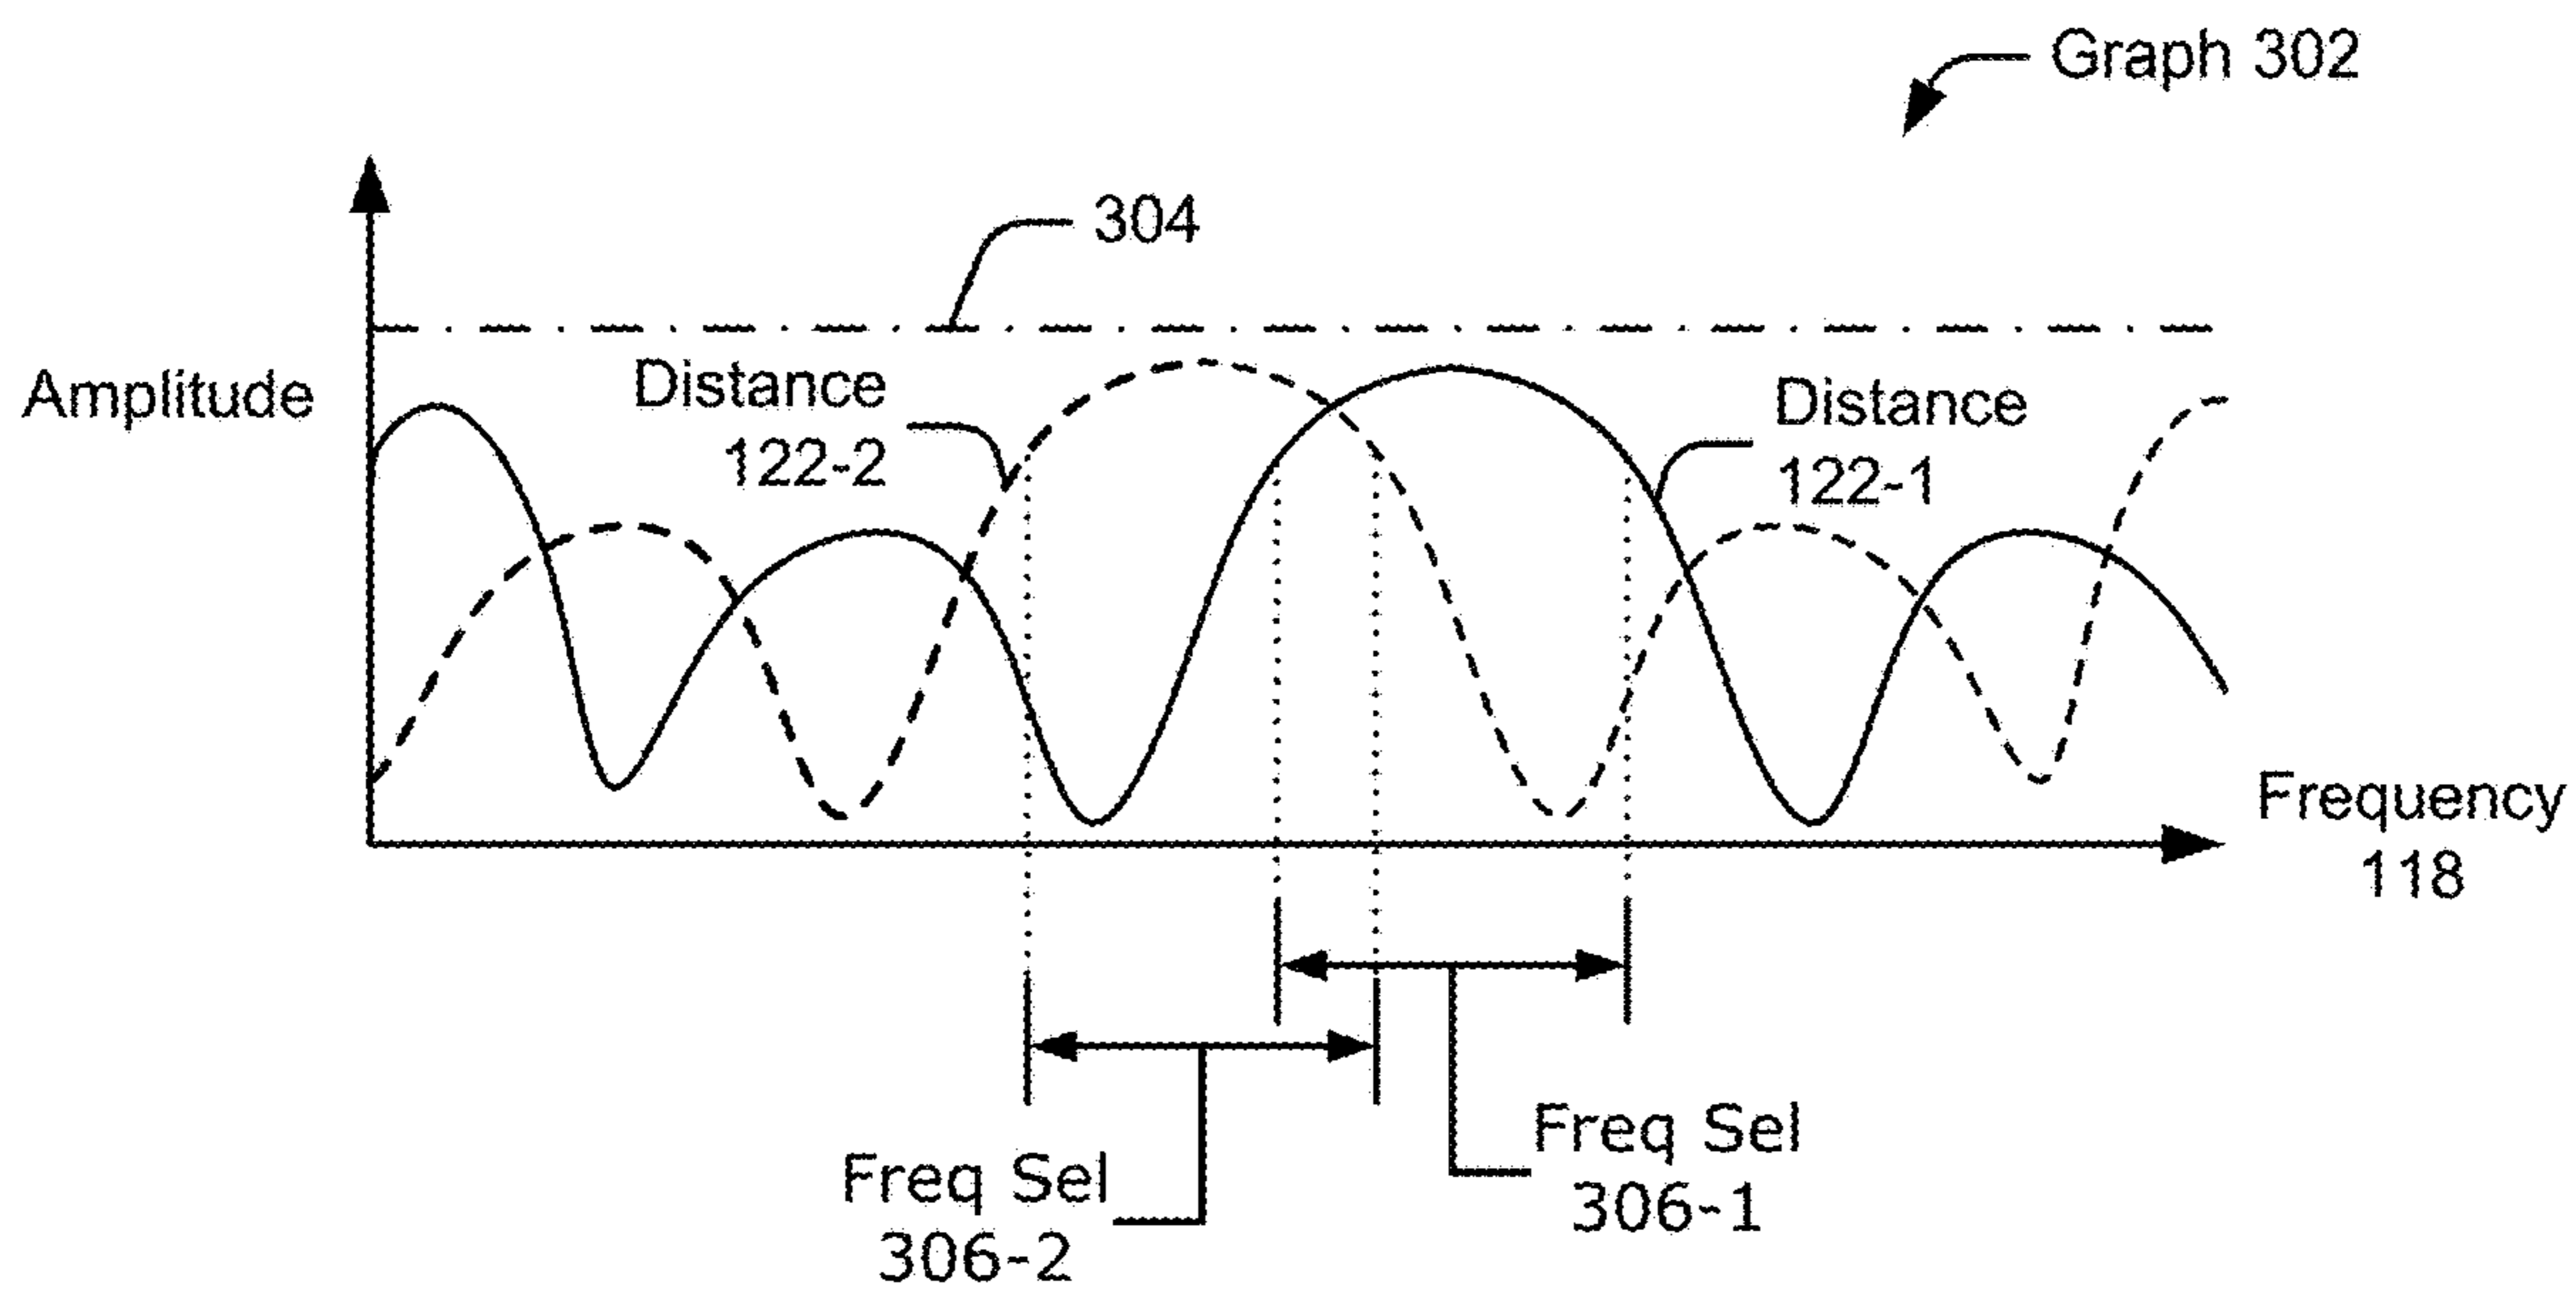 Graph 302
304
Amplitude
Distance
122-2
Distance
122-1
Frequency
118
Freq Sel
306-1
Freq Sel
306-2